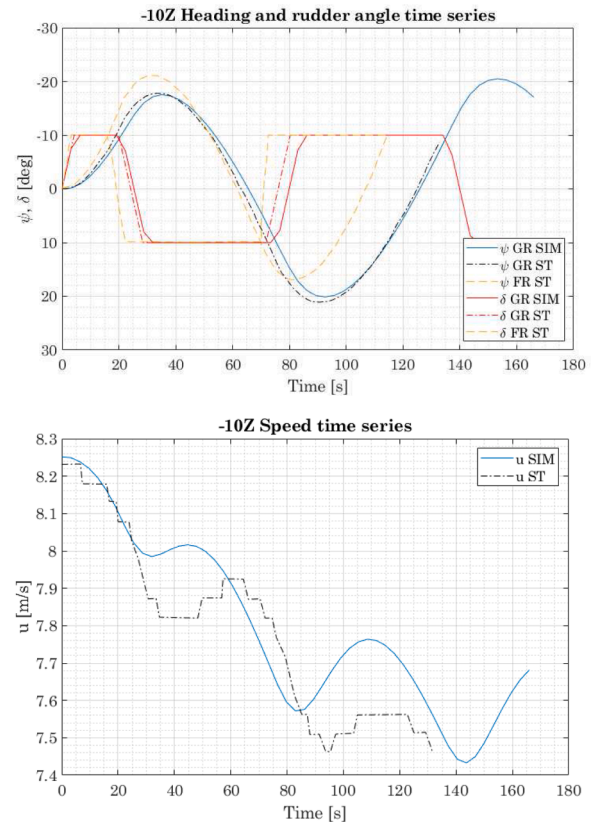 -10Z Heading and rudder angle time series
-30
-20
-10
0
10
20
30
ψ, δ [deg]
ψ GR SIM
ψ GR ST
ψ FR ST
δ GR SIM
δ GR ST
δ FR ST
0 20 40 60 80 100 120 140 160 180
Time [s]
-10Z Speed time series
8.3
8.2
8.1
8
7.9
7.8
7.7
7.6
7.5
7.4
u [m/s]
u SIM
u ST
0 20 40 60 80 100 120 140 160 180
Time [s]